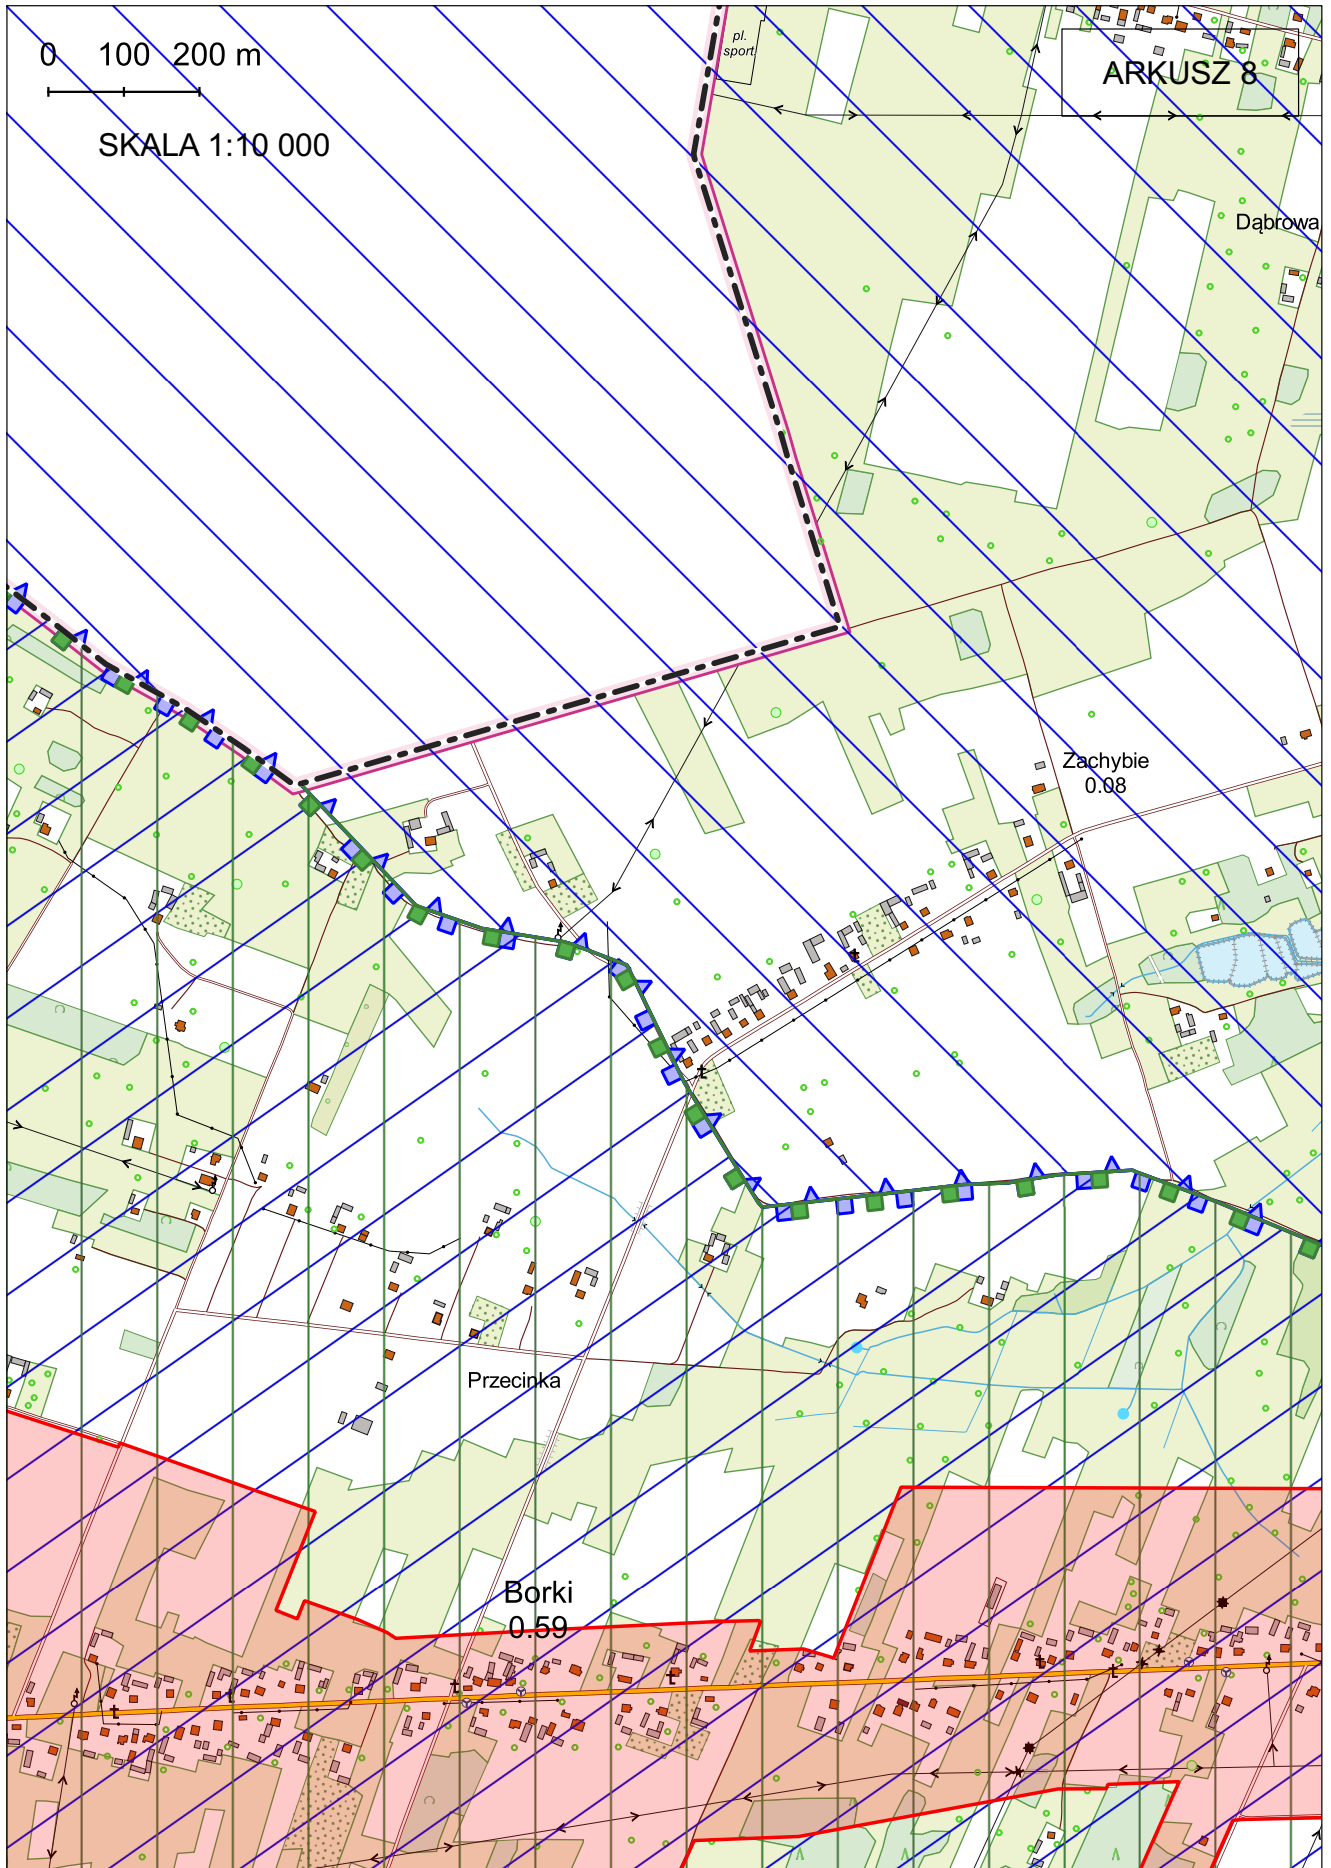 0 100 200 m
SKALA 1:10 000
pl.
sport.
ARKUSZ 8
Dąbrowa
Zachybie
0.08
Przecinka
Borki
0.59